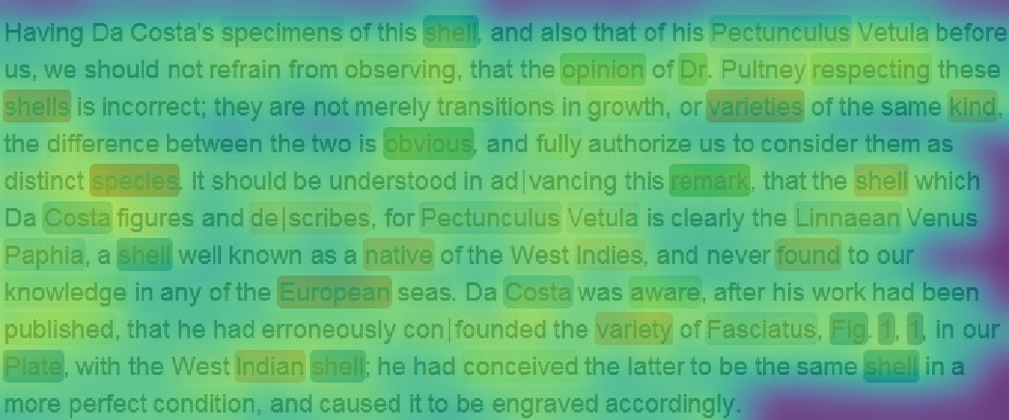 Having Da Costa's specimens of this shell, and also that of his Pectunculus Vetula before
us, we should not refrain from observing, that the opinion of Dr. Pultney respecting these
shells is incorrect; they are not merely transitions in growth, or varieties of the same kind,
the difference between the two is obvious, and fully authorize us to consider them as
distinct species. It should be understood in ad|vancing this remark, that the shell which
Da Costa figures and de|scribes, for Pectunculus Vetula is clearly the Linnaean Venus
Paphia, a shell well known as a native of the West Indies, and never found to our
knowledge in any of the European seas. Da Costa was aware, after his work had been
published, that he had erroneously con|founded the variety of Fasciatus, Fig. 1. 1, in our
Plate, with the West Indian shell; he had conceived the latter to be the same shell in a
more perfect condition, and caused it to be engraved accordingly.